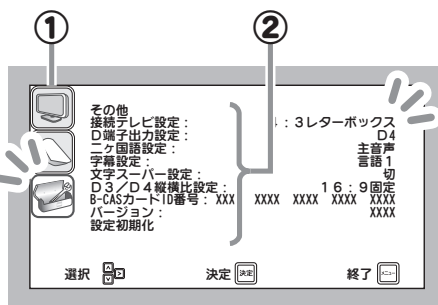 ① ②
その他
接続テレビ設定： ：3レターボックス
D端子出力設定： D4
二ヶ国語設定： 主音声
字幕設定： 言語1
文字スーパー設定： 切
D3／D4縦横比設定： 16：9固定
B-CASカードID番号： XXX XXXX XXXX XXXX XXXX
バージョン： XXXX
設定初期化
選択 決定 決定 終了 メニュー